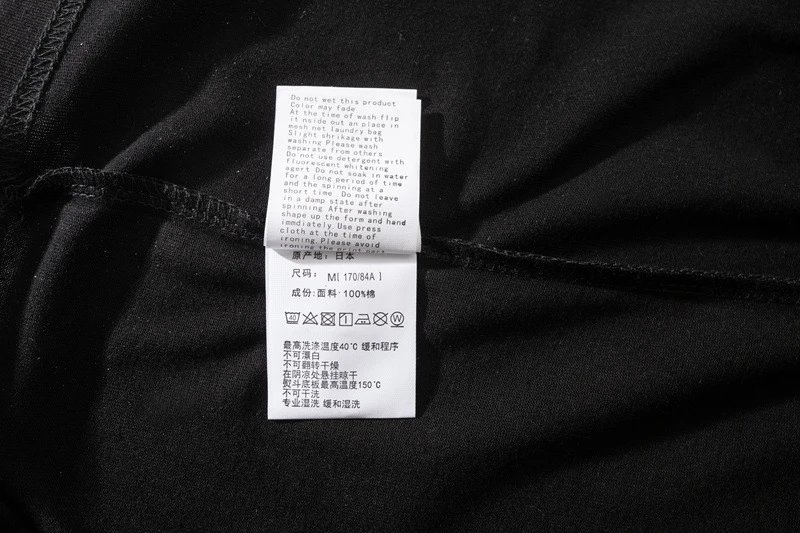 Do not wet this product
Color may fade
At the time of wash flip
it nside out an place in
mesh net laundry bag
Slight shrikage with
washing Please wash
separate from others
Do not use detergent with
fluorescent whitening
agert Do not soak in water
for a long period of time
and the spinning at a
short time. Do not leave
in a damp state after
spinning. After washing
shape up the form and hand
immediately. Use press
cloth at the time of
ironing. Please avoid
ironing the print part
原产地: 日本
尺码: M[ 170/84A ]
成份: 面料·100%棉
40 W
最高洗涤温度40℃ 缓和程序
不可漂白
不可翻转干燥
在阴凉处悬挂晾干
熨斗底板最高温度150℃
不可干洗
专业湿洗 缓和湿洗